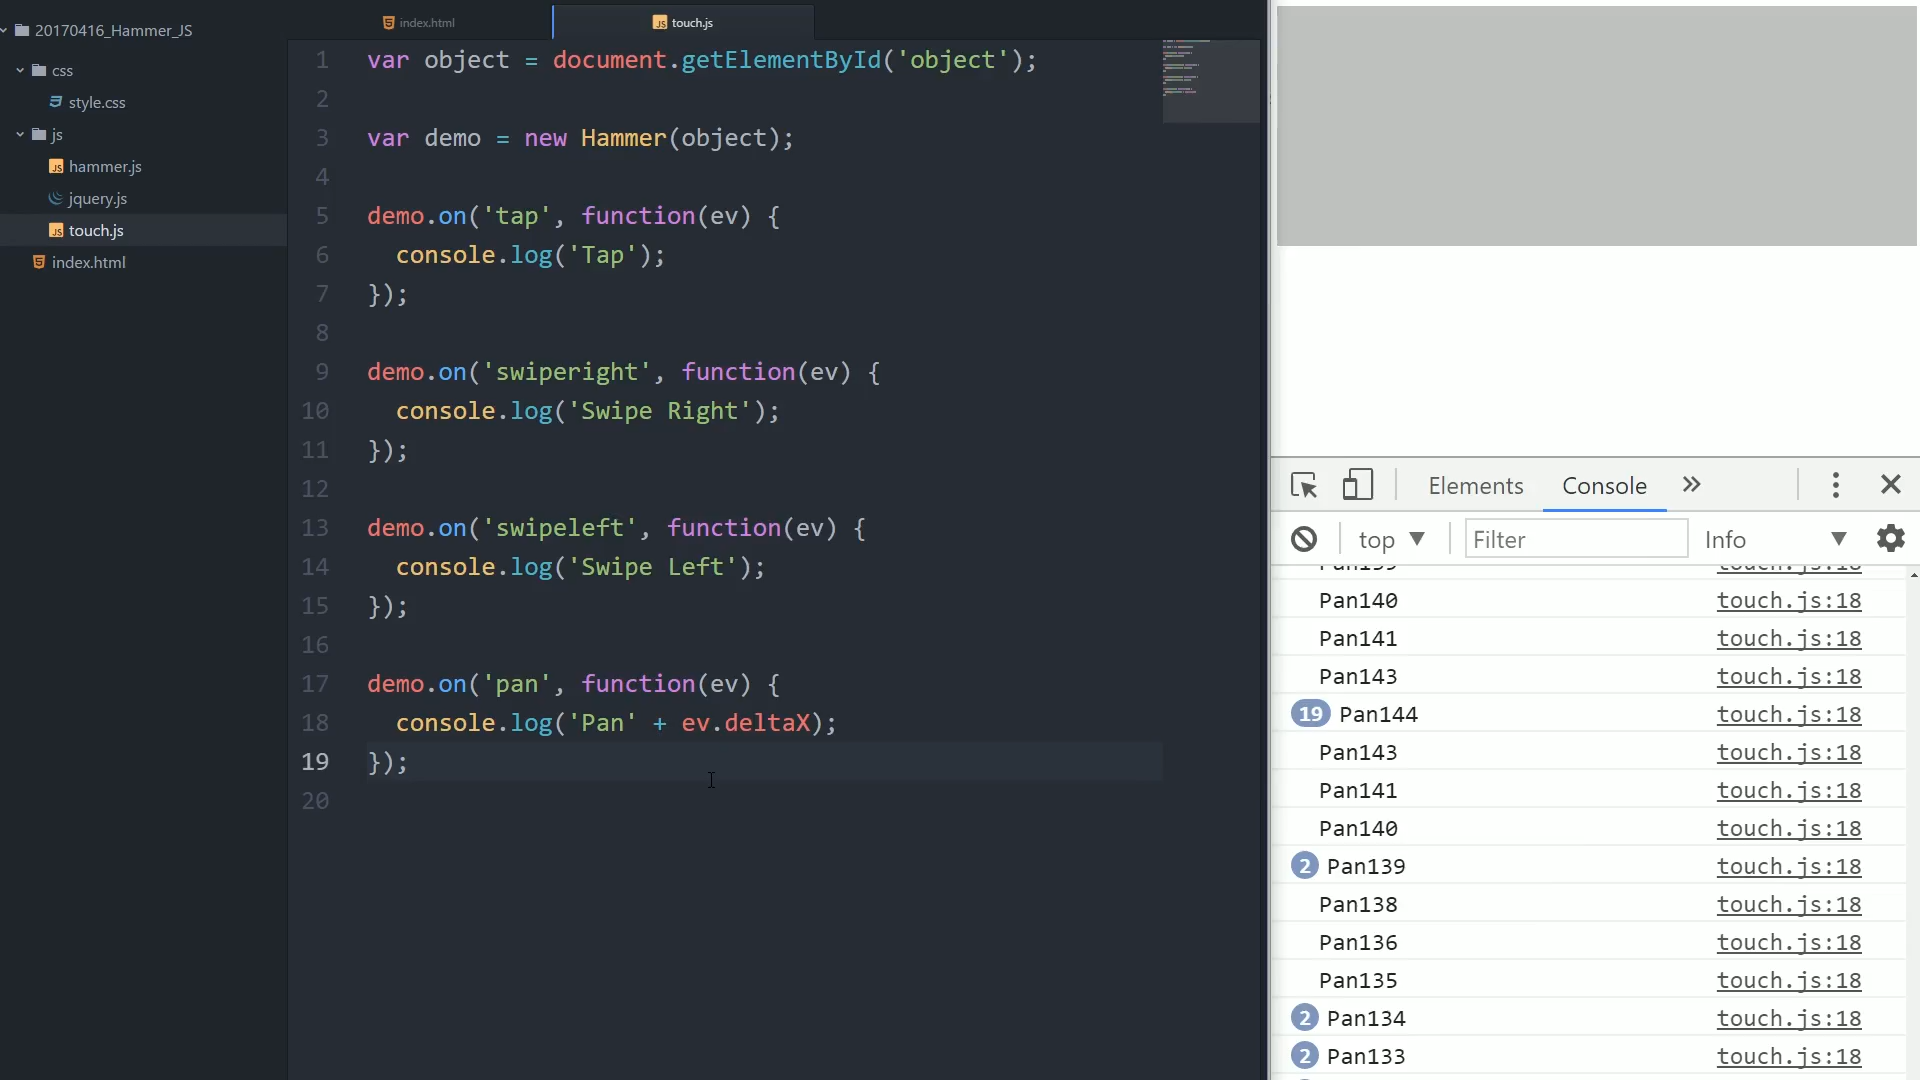 20170416_Hammer_JS
css
style.css
js
hammer.js
jquery.js
touch.js
index.html
index.html
touch.js
1 var object = document.getElementById('object');
2
3 var demo = new Hammer(object);
4
5 demo.on('tap', function(ev) {
6   console.log('Tap');
7 });
8
9 demo.on('swiperight', function(ev) {
10   console.log('Swipe Right');
11 });
12
13 demo.on('swipeleft', function(ev) {
14   console.log('Swipe Left');
15 });
16
17 demo.on('pan', function(ev) {
18   console.log('Pan' + ev.deltaX);
19 });
20
Elements Console
top Filter Info
Pan140 touch.js:18
Pan141 touch.js:18
Pan143 touch.js:18
19 Pan144 touch.js:18
Pan143 touch.js:18
Pan141 touch.js:18
Pan140 touch.js:18
2 Pan139 touch.js:18
Pan138 touch.js:18
Pan136 touch.js:18
Pan135 touch.js:18
2 Pan134 touch.js:18
2 Pan133 touch.js:18